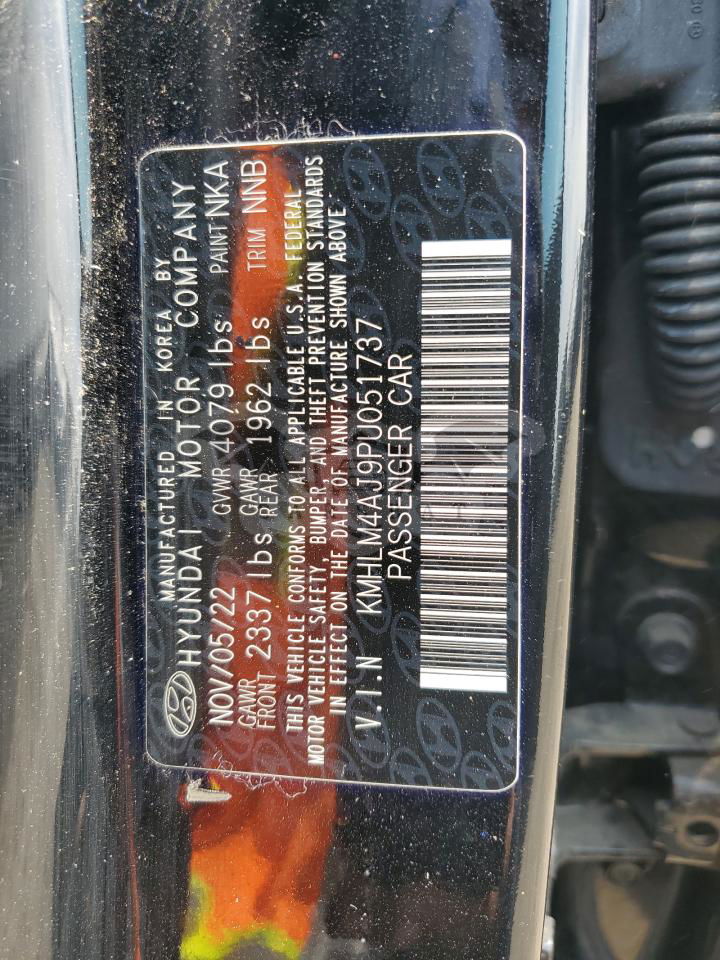 MANUFACTURED IN KOREA BY
HYUNDAI MOTOR COMPANY
NOV/05/22 GVWR 4079 lbs PAINT NKA
GAWR FRONT 2337 lbs GAWR REAR 1962 lbs TRIM NNB
THIS VEHICLE CONFORMS TO ALL APPLICABLE U.S.A. FEDERAL
MOTOR VEHICLE SAFETY, BUMPER, AND THEFT PREVENTION STANDARDS
IN EFFECT ON THE DATE OF MANUFACTURE SHOWN ABOVE
V.I.N KMHLM4AJ9PU051737
PASSENGER CAR